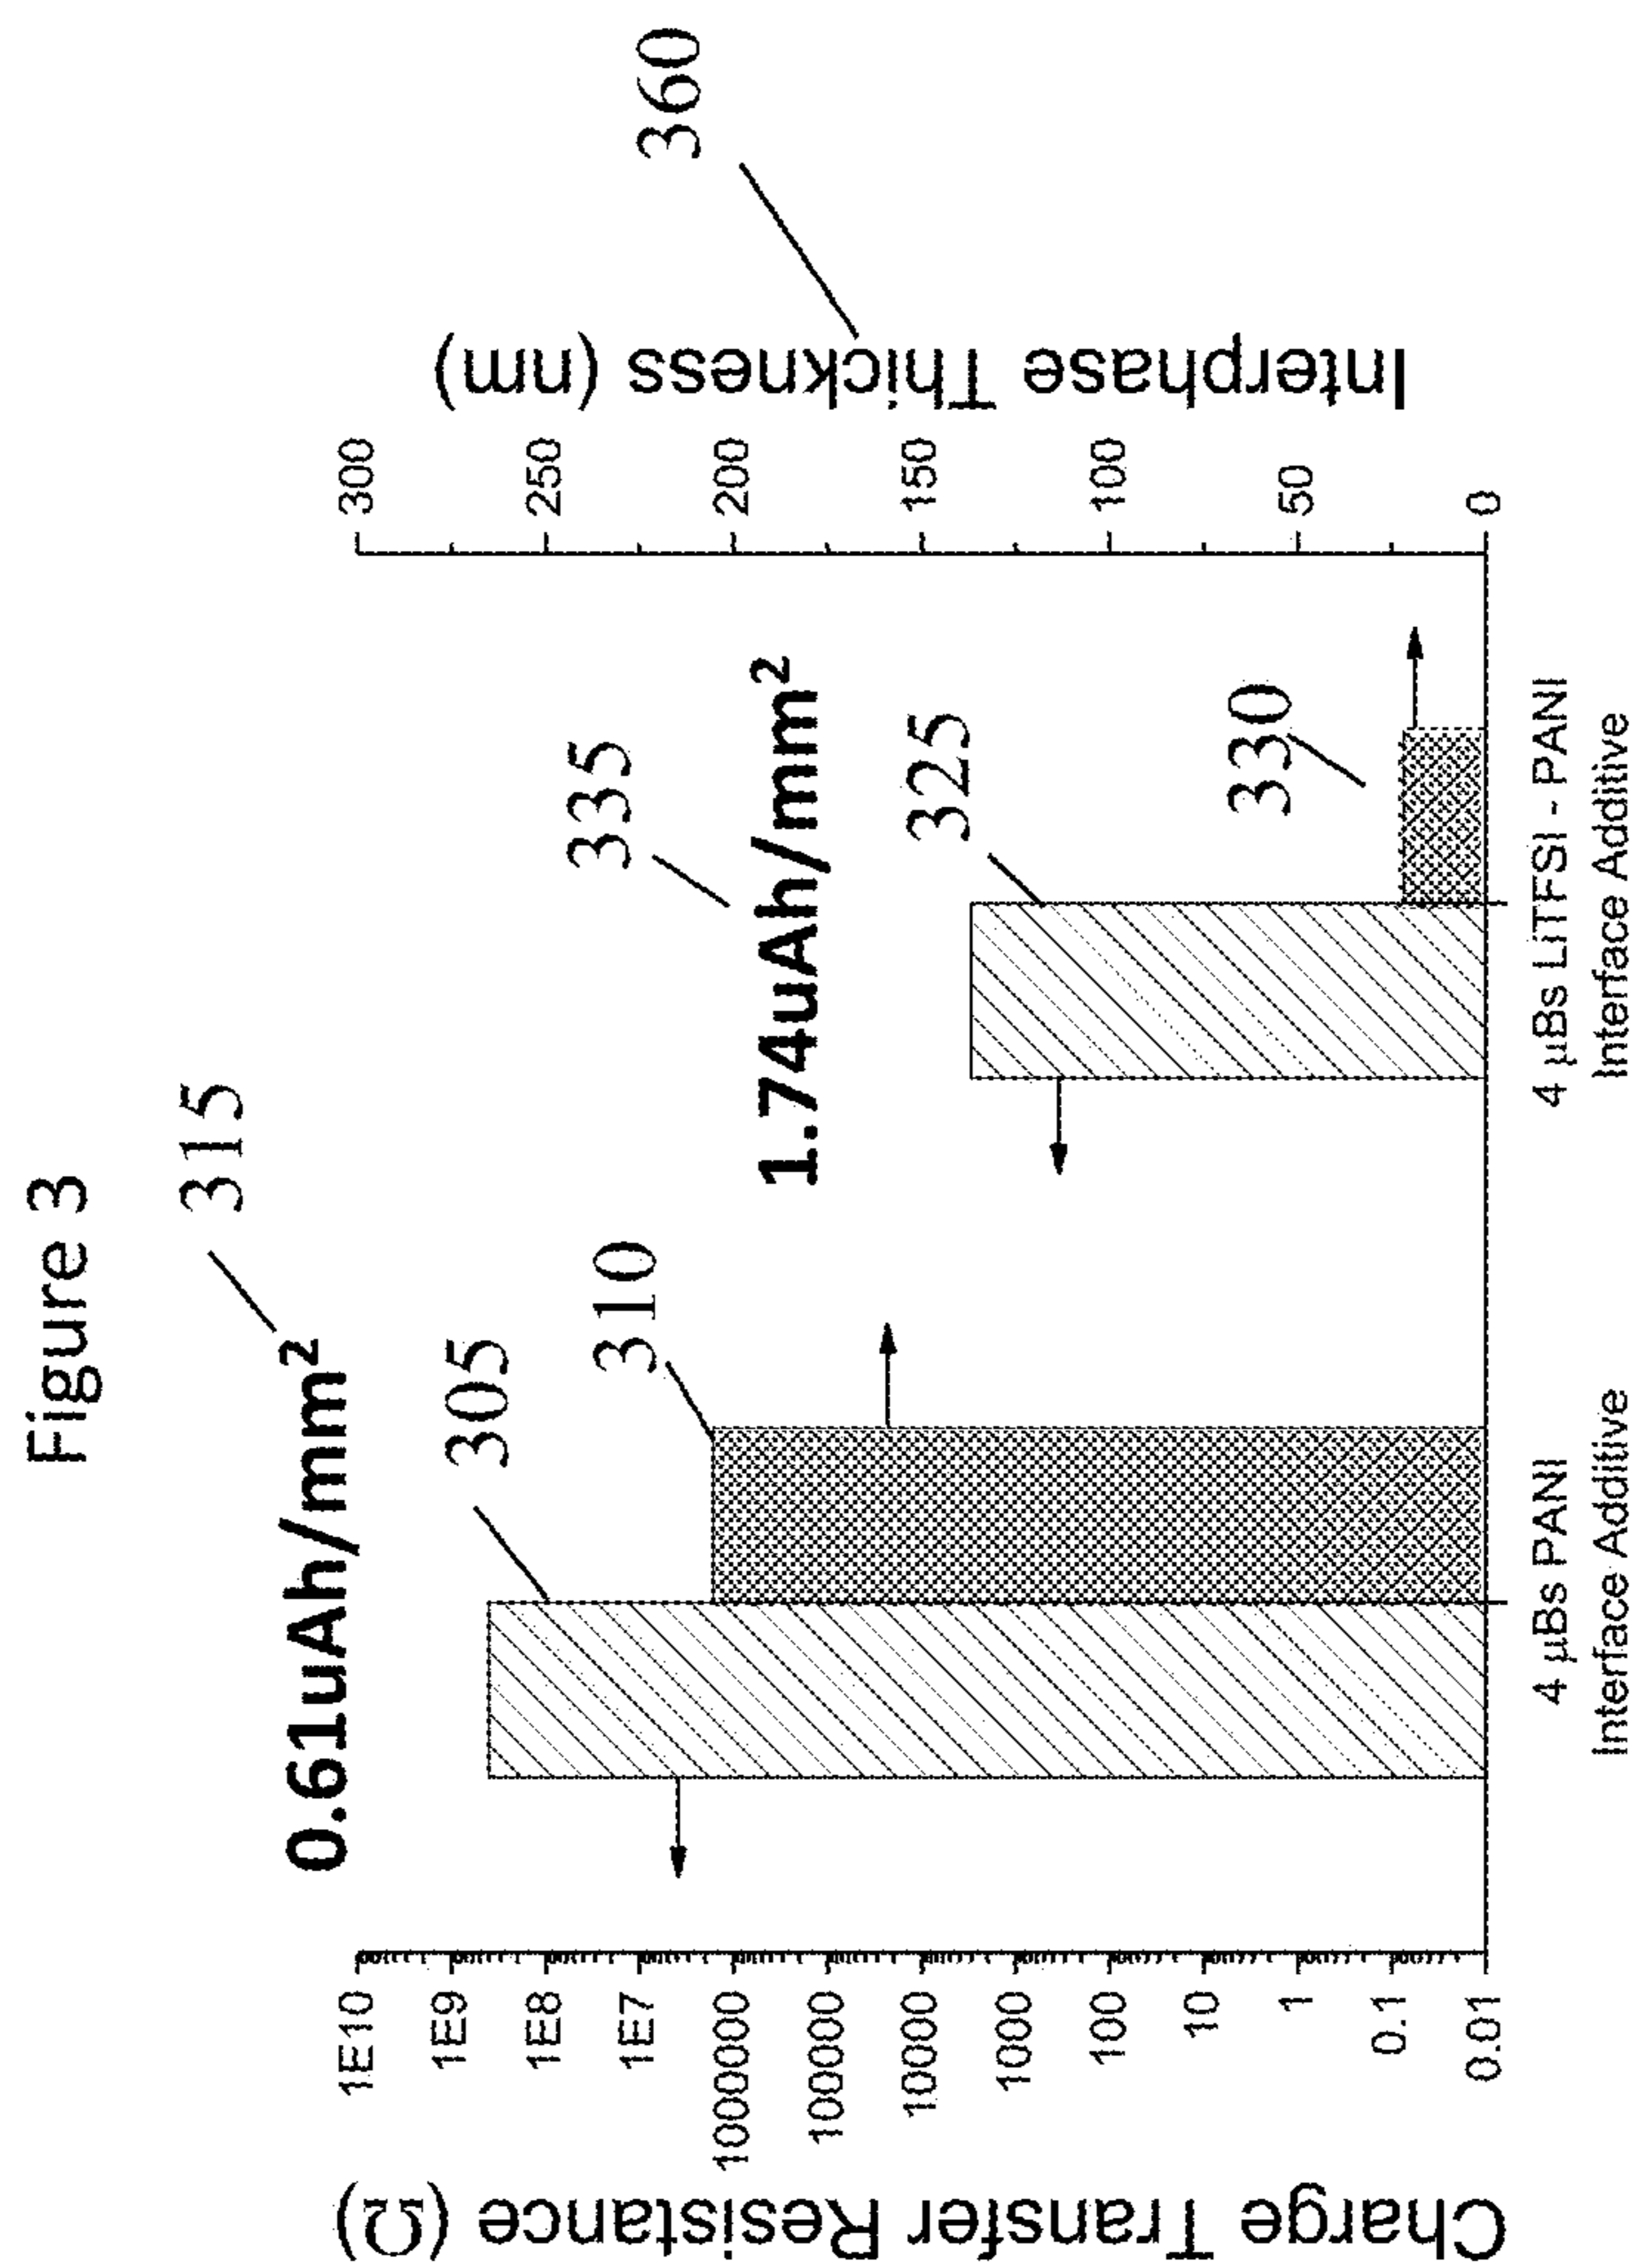 Figure 3
315
0.61uAh/mm²
305
310
335
1.74uAh/mm²
325
330
360
Charge Transfer Resistance (Ω)
1E10
1E9
1E8
1E7
1000000
100000
10000
1000
100
10
1
0.1
0.01
Interphase Thickness (nm)
300
250
200
150
100
50
0
4 µBs PANI
Interface Additive
4 µBs LiTFSI - PANI
Interface Additive